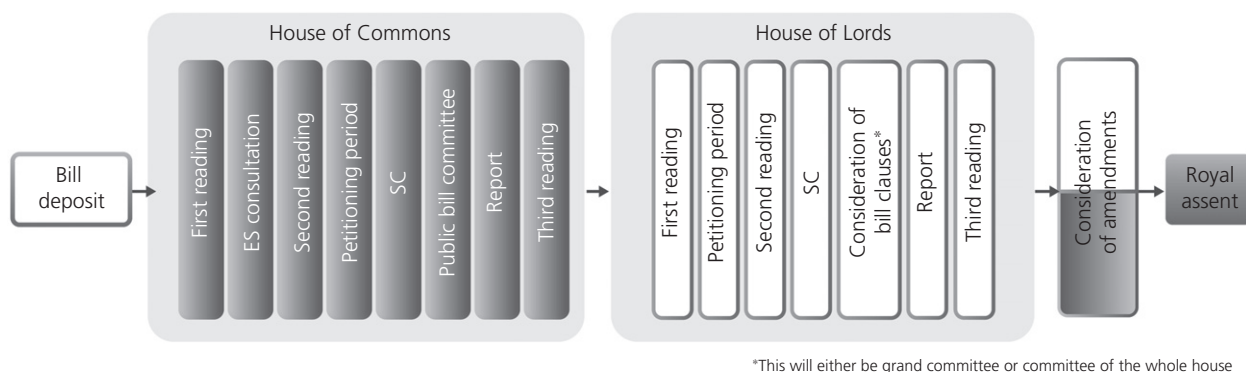 House of Commons
House of Lords
Bill
deposit
First reading
ES consultation
Second reading
Petitioning period
SC
Public bill committee
Report
Third reading
First reading
Petitioning period
Second reading
SC
Consideration of
bill clauses*
Report
Third reading
Consideration
of amendments
Royal
assent
*This will either be grand committee or committee of the whole house